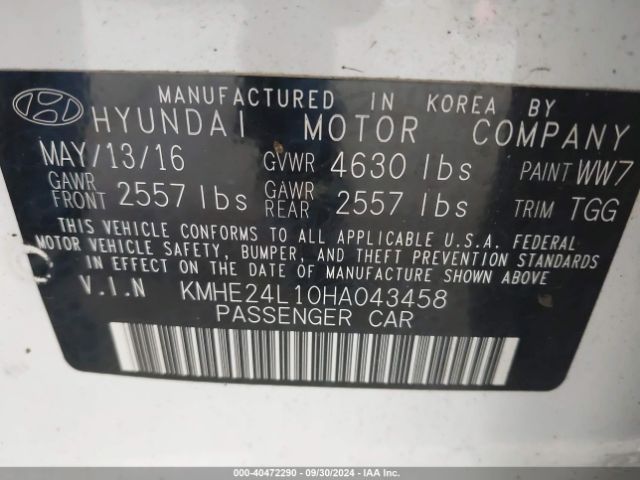 MANUFACTURED IN KOREA BY
HYUNDAI MOTOR COMPANY
MAY/13/16 GVWR 4630 lbs PAINT WW7
GAWR FRONT 2557 lbs GAWR REAR 2557 lbs TRIM TGG
THIS VEHICLE CONFORMS TO ALL APPLICABLE U.S.A. FEDERAL
MOTOR VEHICLE SAFETY, BUMPER, AND THEFT PREVENTION STANDARDS
IN EFFECT ON THE DATE OF MANUFACTURE SHOWN ABOVE
V.I.N KMHE24L10HA043458
PASSENGER CAR
000-40472290 - 09/30/2024 - IAA Inc.